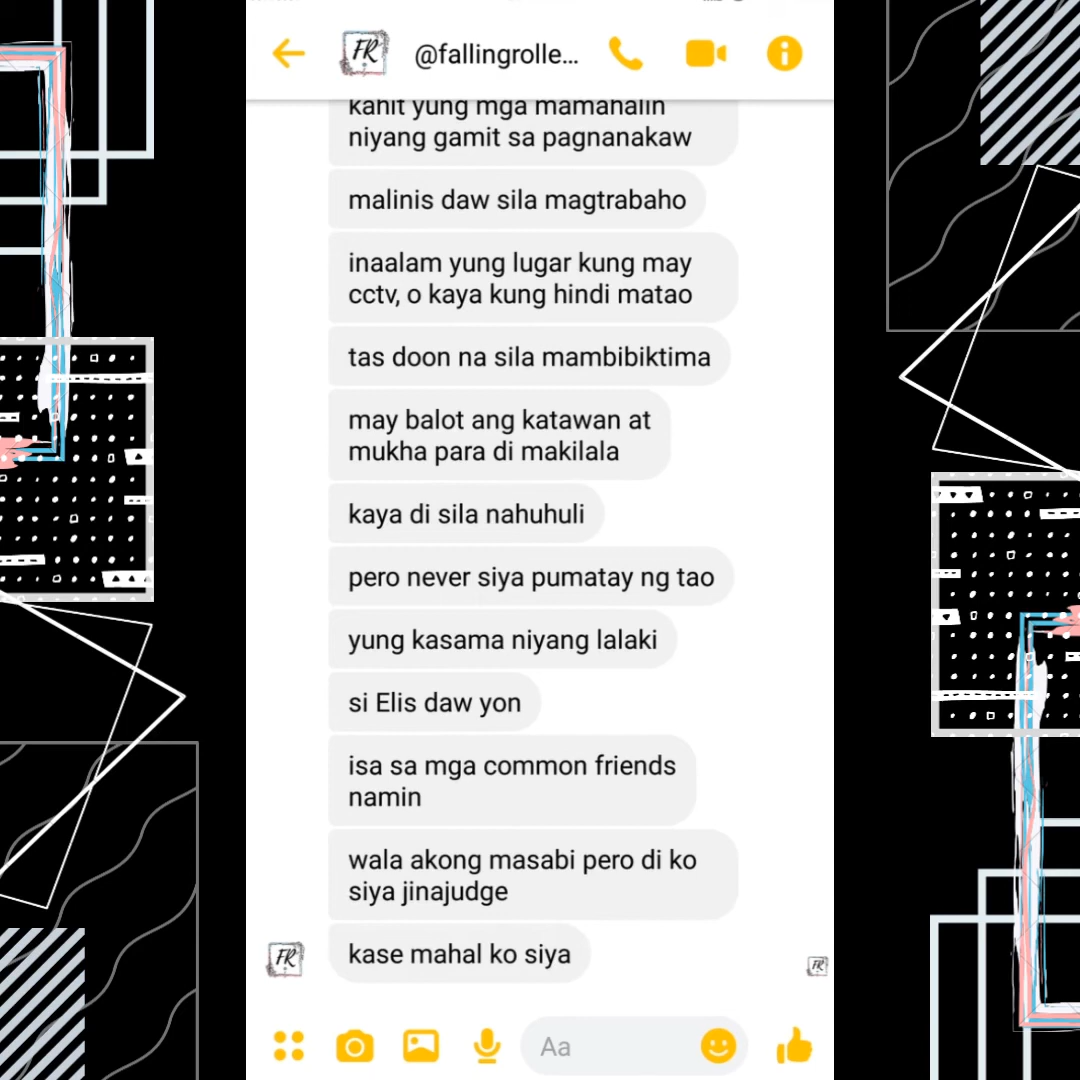 FR
@fallingrolle...
kahit yung mga mamahalin
niyang gamit sa pagnanakaw
malinis daw sila magtrabaho
inaalam yung lugar kung may
cctv, o kaya kung hindi matao
tas doon na sila mambibiktima
may balot ang katawan at
mukha para di makilala
kaya di sila nahuhuli
pero never siya pumatay ng tao
yung kasama niyang lalaki
si Elis daw yon
isa sa mga common friends
namin
wala akong masabi pero di ko
siya jinajudge
kase mahal ko siya
FR
FR
Aa